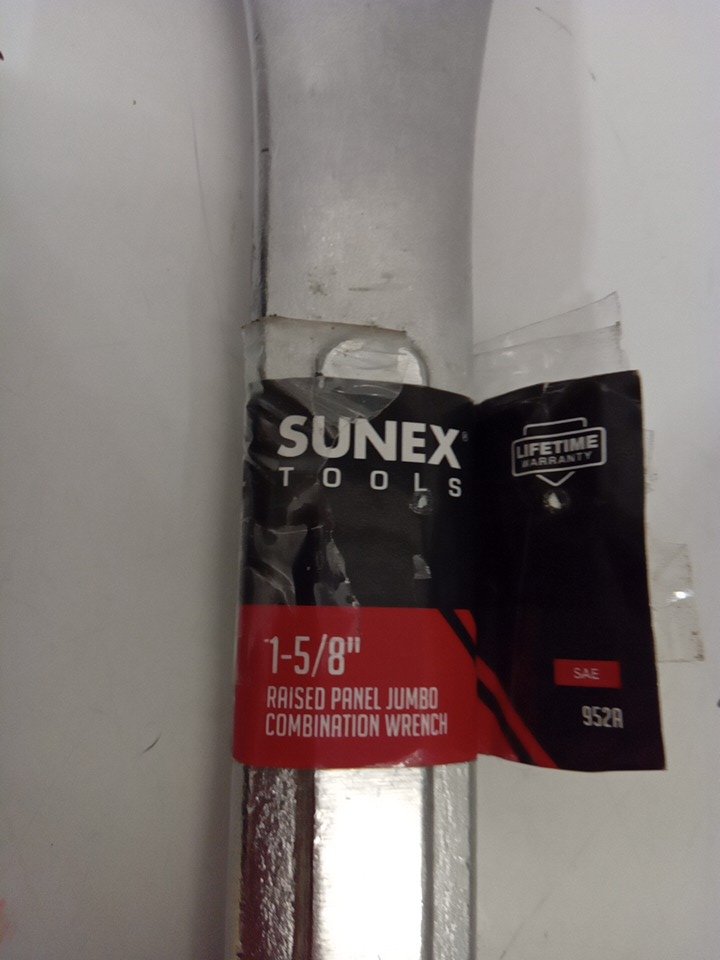 SUNEX®
TOOLS
1-5/8"
RAISED PANEL JUMBO
COMBINATION WRENCH
LIFETIME
WARRANTY
SAE
952A